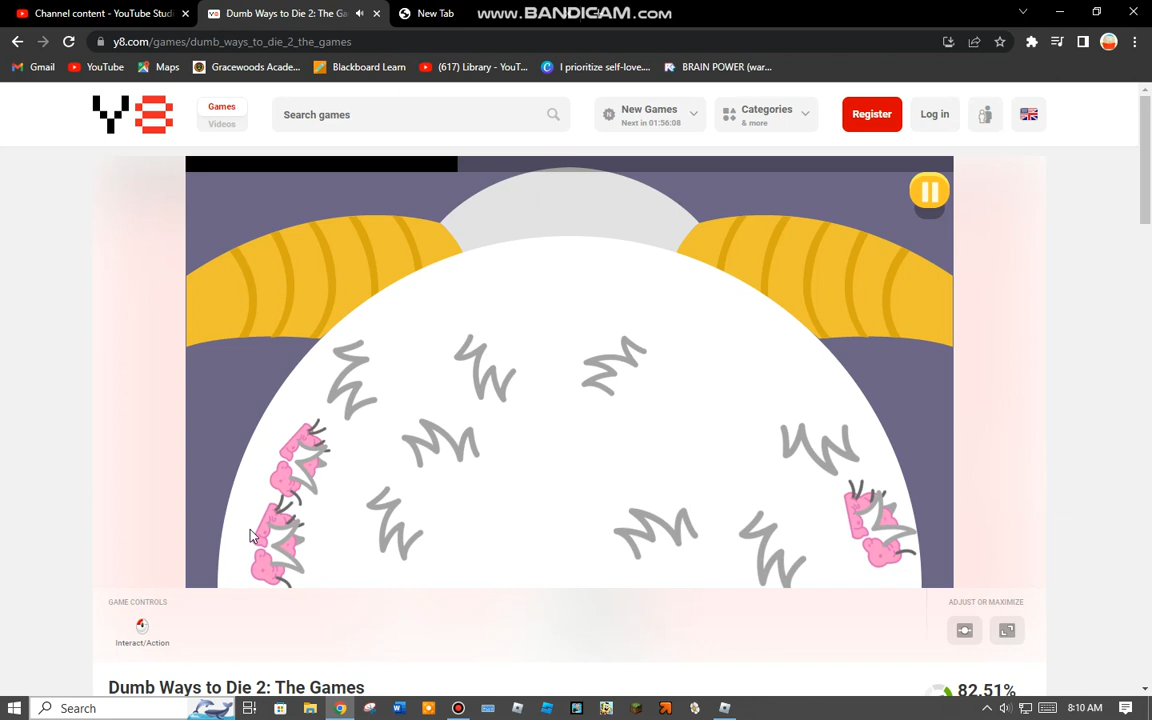 Channel content - YouTube Studi
Dumb Ways to Die 2: The Ga
New Tab
www.BANDICAM.com
y8.com/games/dumb_ways_to_die_2_the_games
Gmail
YouTube
Maps
Gracewoods Acade...
Blackboard Learn
(617) Library - YouT...
I prioritize self-love....
BRAIN POWER (war...
Y8
Games
Videos
Search games
New Games
Next in 01:56:08
Categories
& more
Register
Log in
GAME CONTROLS
Interact/Action
ADJUST OR MAXIMIZE
Dumb Ways to Die 2: The Games
82.51%
Search
8:10 AM